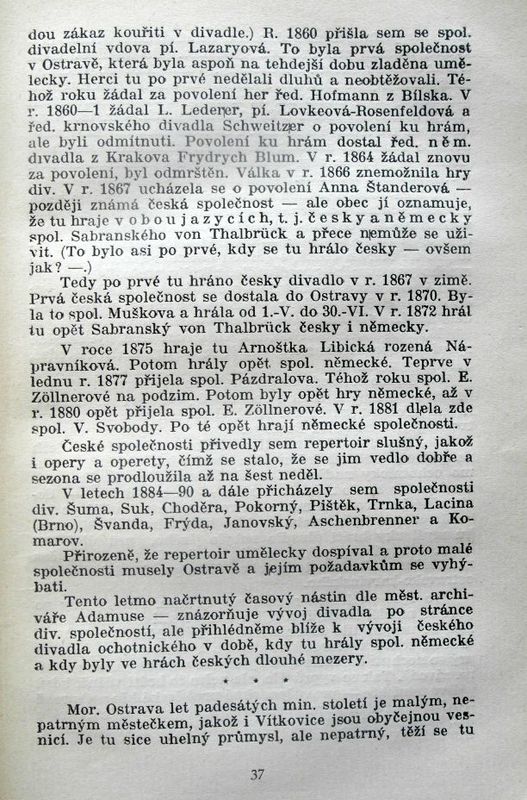 dou zákaz kouřiti v divadle.) R. 1860 přišla sem se spol.
divadelní vdova pí. Lazaryová. To byla prvá společnost
v Ostravě, která byla aspoň na tehdejší dobu zladěna umě-
lecky. Herci tu po prvé nedělali dluhů a neobtěžovali. Té-
hož roku žádal za povolení her řed. Hofmann z Bílska. V
r. 1860—1 žádal L. Lederer, pí. Lovkeová-Rosenfeldová a
řed. krnovského divadla Schweitzer o povolení ku hrám,
ale byli odmítnuti. Povolení ku hrám dostal řed. něm.
divadla z Krakova Frydrych Blum. V r. 1864 žádal znovu
za povolení, byl odmrštěn. Válka v r. 1866 znemožnila hry
div. V r. 1867 ucházela se o povolení Anna Štanderová —
později známá česká společnost — ale obec jí oznamuje,
že tu hraje v obou jazycích, t. j. česky a německy
spol. Sabranského von Thalbrück a přece nemůže se uži-
vit. (To bylo asi po prvé, kdy se tu hrálo česky — ovšem
jak? —.)
Tedy po prvé tu hráno česky divadlo v r. 1867 v zimě.
Prvá česká společnost se dostala do Ostravy v r. 1870. By-
la to spol. Muškova a hrála od 1.-V. do 30.-VI. V r. 1872 hrál
tu opět Sabranský von Thalbrück česky i německy.
V roce 1875 hraje tu Arnoštka Libická rozená Ná-
pravníková. Potom hrály opět spol. německé. Teprve v
lednu r. 1877 přijela spol. Pázdralova. Téhož roku spol. E.
Zöllnerové na podzim. Potom byly opět hry německé, až v
r. 1880 opět přijela spol. E. Zöllnerové. V r. 1881 dlela zde
spol. V. Svobody. Po té opět hrají německé společnosti.
České společnosti přivedly sem repertoir slušný, jakož
i opery a operety, čímž se stalo, že se jim vedlo dobře a
sezona se prodloužila až na šest neděl.
V letech 1884—90 a dále přicházely sem společnosti
div. Šuma, Suk, Choděra, Pokorný, Pištěk, Trnka, Lacina
(Brno), Švanda, Frýda, Janovský, Aschenbrenner a Ko-
marov.
Přirozeně, že repertoir umělecky dospíval a proto malé
společnosti musely Ostravě a jejím požadavkům se vyhý-
bati.
Tento letmo načrtnutý časový nástin dle měst. archi-
váře Adamuse — znázorňuje vývoj divadla po stránce
div. společností, ale přihlédněme blíže k vývoji českého
divadla ochotnického v době, kdy tu hrály spol. německé
a kdy byly ve hrách českých dlouhé mezery.
* * *
Mor. Ostrava let padesátých min. století je malým, ne-
patrným městečkem, jakož i Vítkovice jsou obyčejnou ves-
nicí. Je tu sice uhelný průmysl, ale nepatrný, těží se tu
37